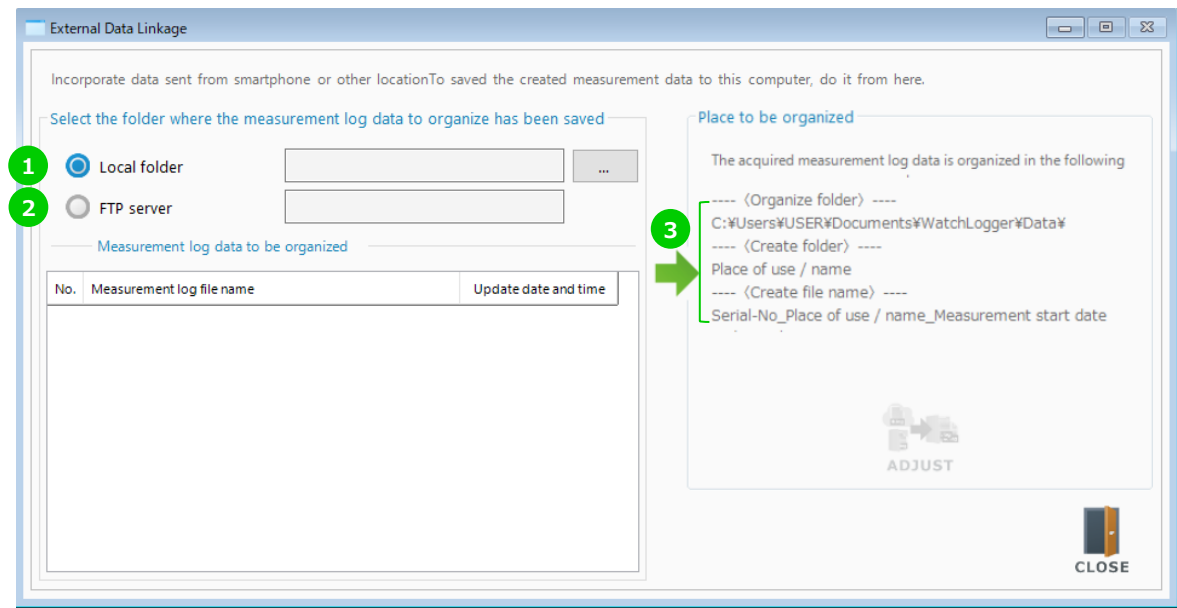 External Data Linkage
Incorporate data sent from smartphone or other locationTo saved the created measurement data to this computer, do it from here.
Select the folder where the measurement log data to organize has been saved
1
Local folder
...
2
FTP server
Measurement log data to be organized
No. Measurement log file name Update date and time
Place to be organized
The acquired measurement log data is organized in the following
3
---- 〈Organize folder〉 ----
C:¥Users¥USER¥Documents¥WatchLogger¥Data¥
---- 〈Create folder〉 ----
Place of use / name
---- 〈Create file name〉 ----
Serial-No_Place of use / name_Measurement start date
ADJUST
CLOSE